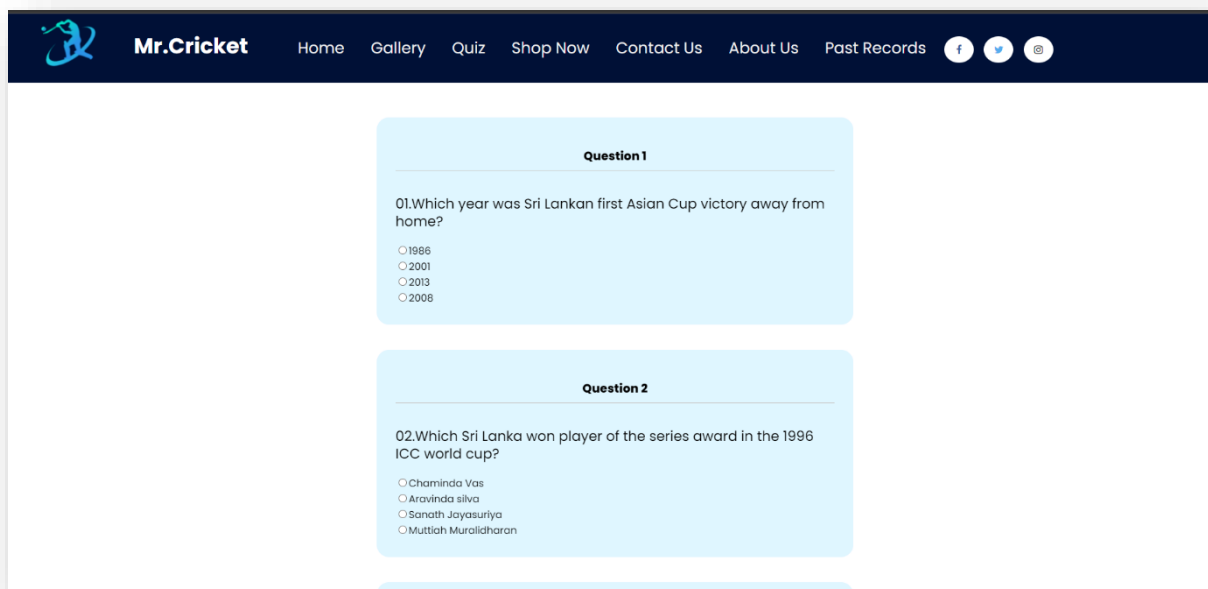 Mr.Cricket Home Gallery Quiz Shop Now Contact Us About Us Past Records
Question 1
01.Which year was Sri Lankan first Asian Cup victory away from
home?
1986
2001
2013
2008
Question 2
02.Which Sri Lanka won player of the series award in the 1996
ICC world cup?
Chaminda Vas
Aravinda silva
Sanath Jayasuriya
Muttiah Muralidharan